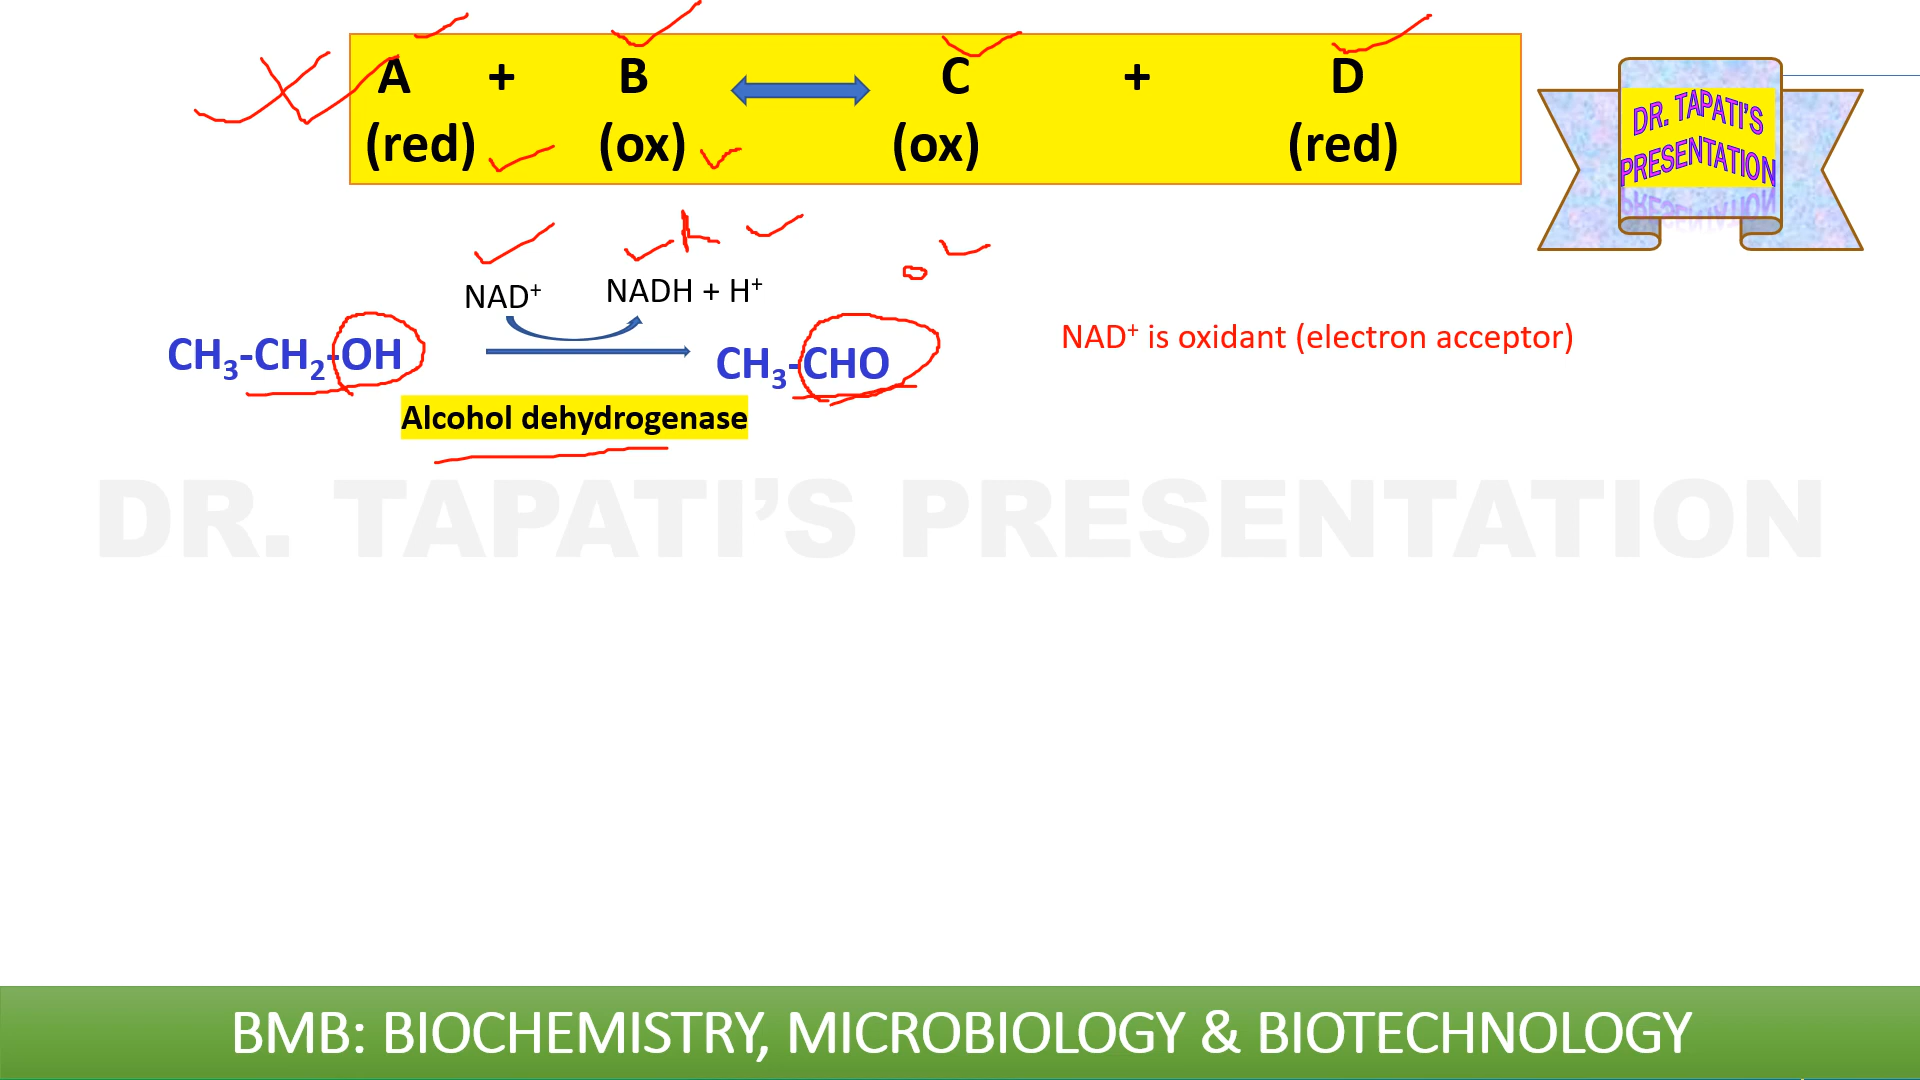 A + B C + D
(red) (ox) (ox) (red)
DR. TAPATI'S
PRESENTATION
NAD⁺ NADH + H⁺
NAD⁺ is oxidant (electron acceptor)
CH₃-CH₂-OH CH₃-CHO
Alcohol dehydrogenase
DR. TAPATI'S PRESENTATION
BMB: BIOCHEMISTRY, MICROBIOLOGY & BIOTECHNOLOGY